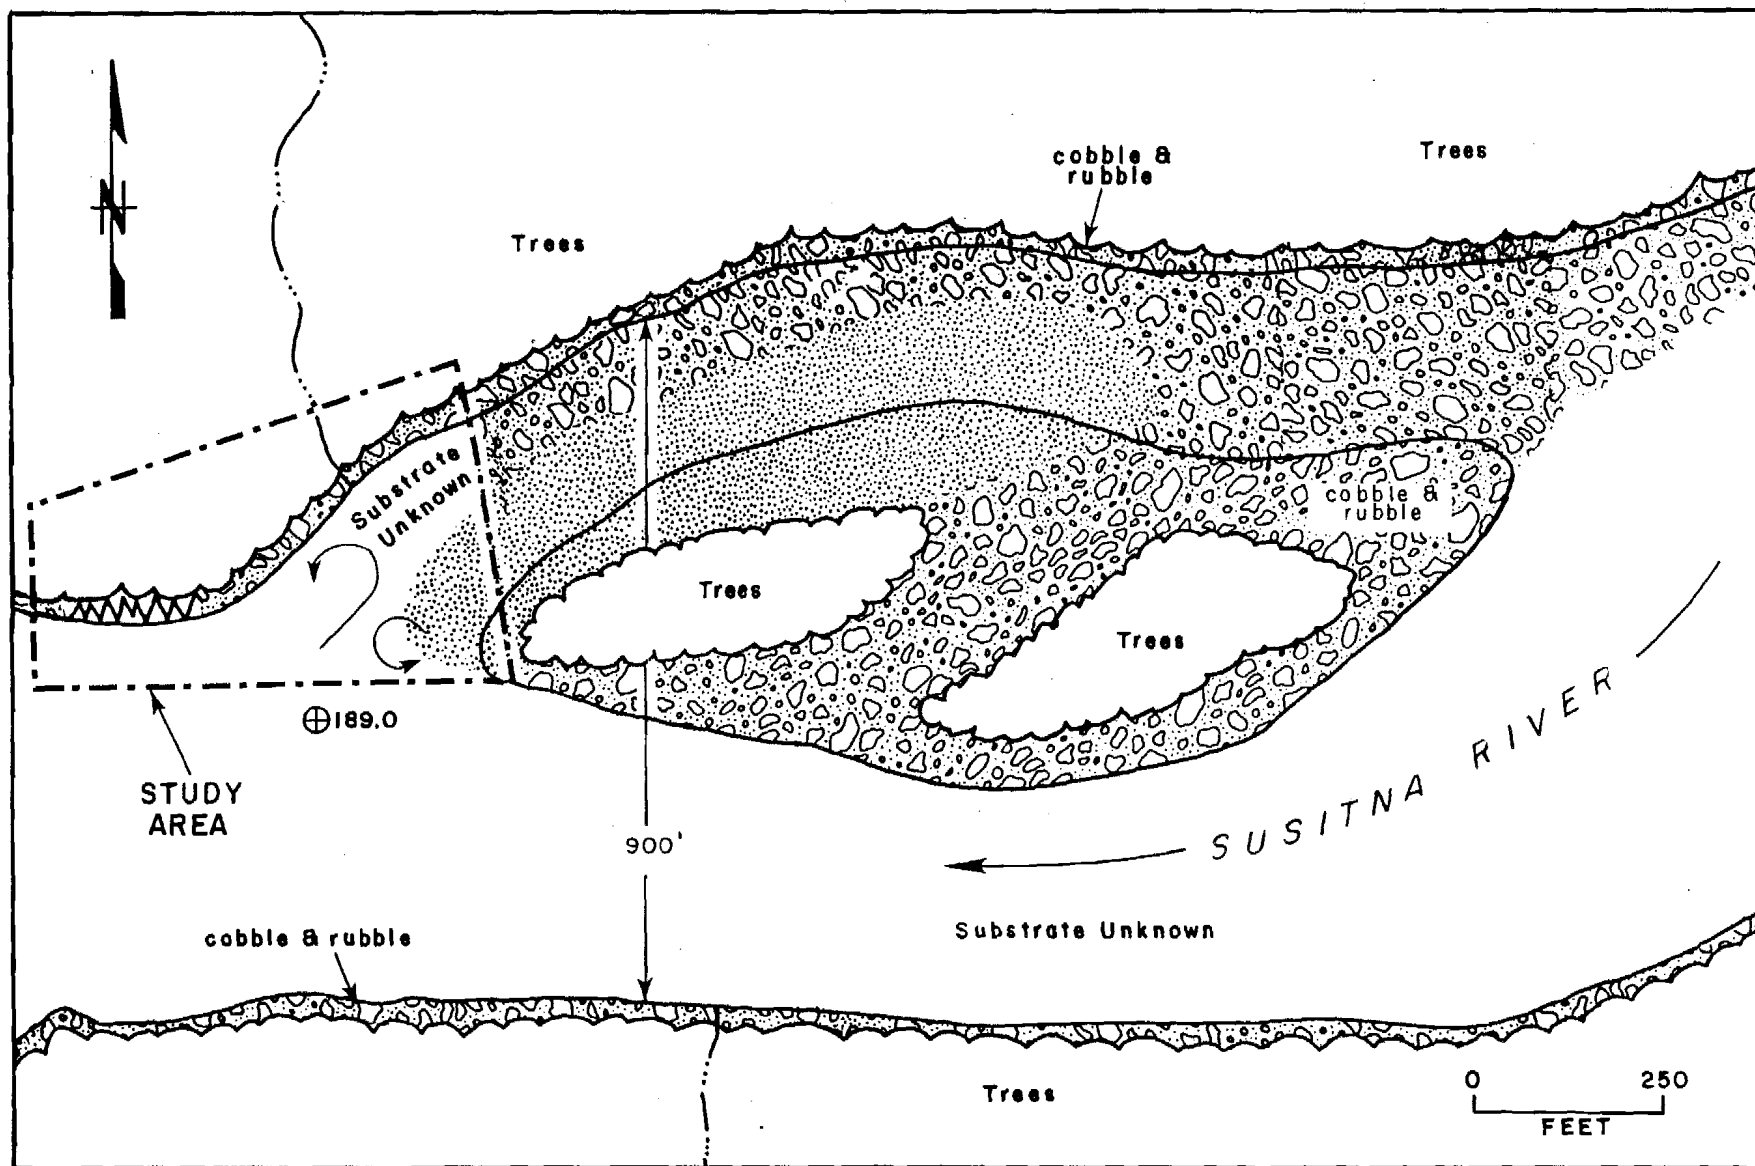 cobble &
rubble
Trees
N
Trees
Substrate
Unknown
cobble &
rubble
Trees
Trees
⊕189.0
STUDY
AREA
900'
SUSITNA RIVER
cobble & rubble
Substrate Unknown
Trees
0 250
FEET